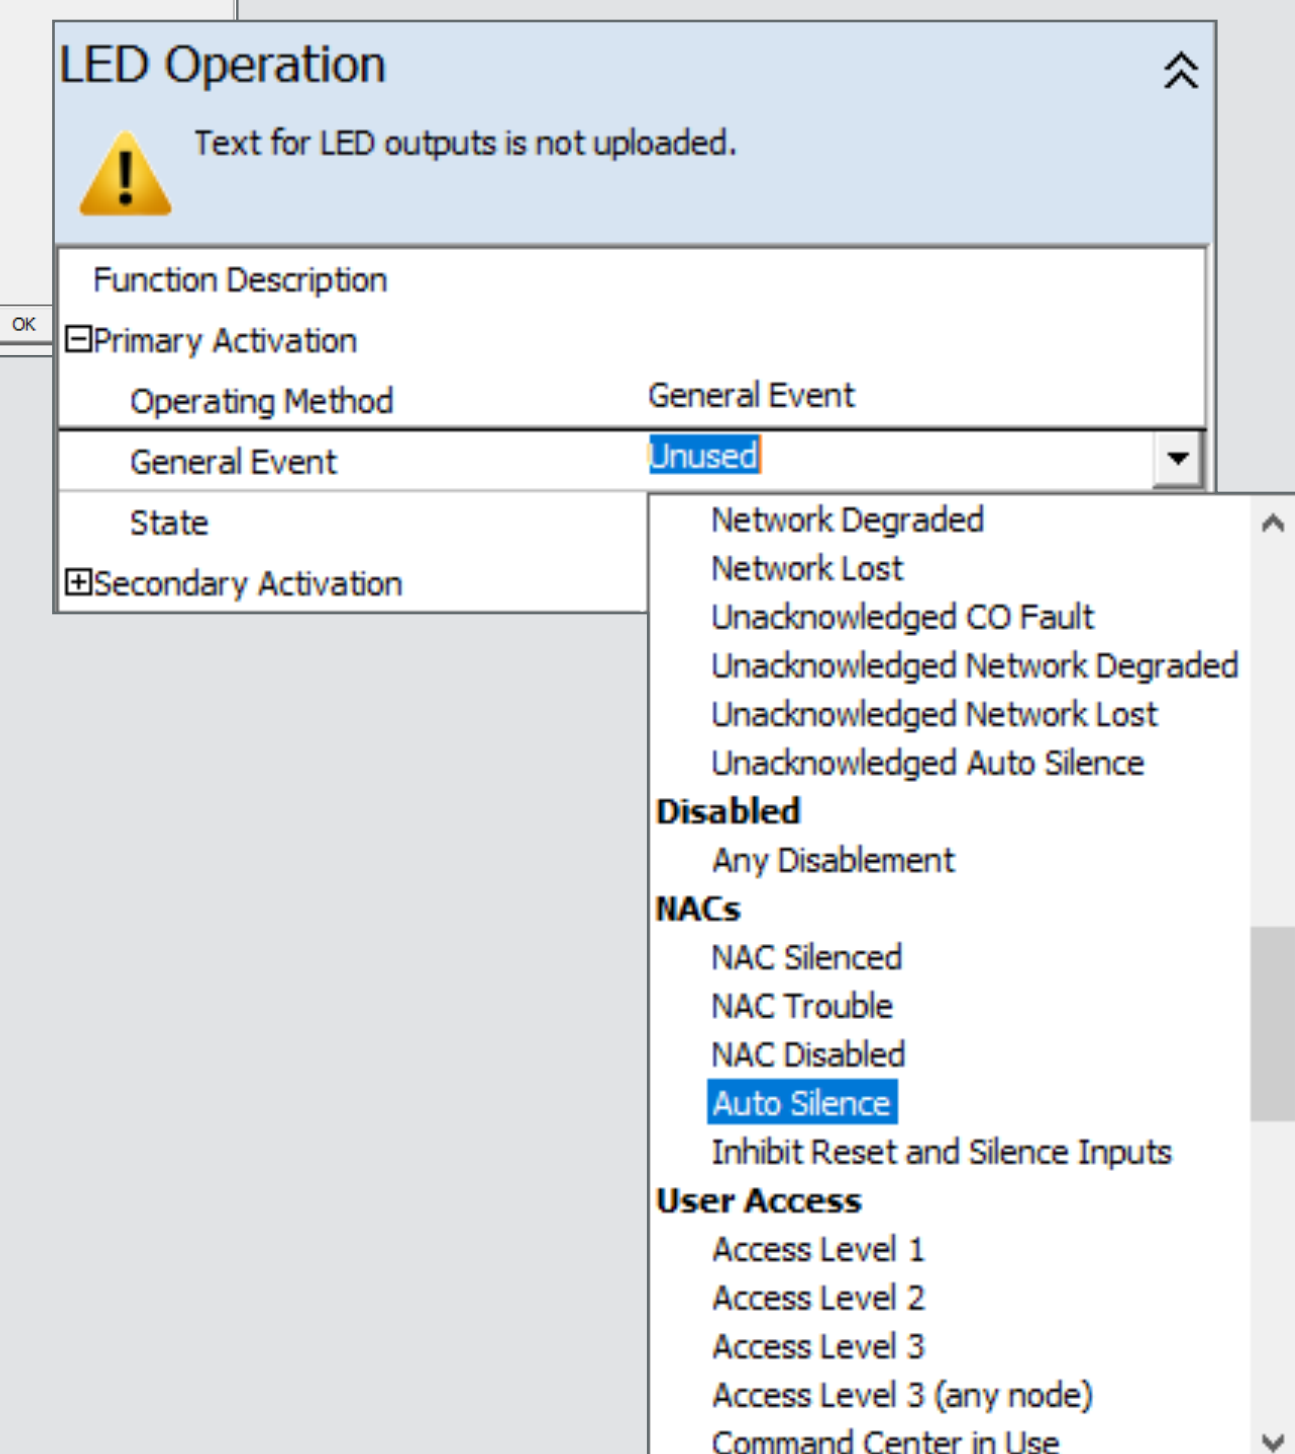 LED Operation
Text for LED outputs is not uploaded.
Function Description
OK
Primary Activation
Operating Method General Event
General Event Unused
State
Secondary Activation
Network Degraded
Network Lost
Unacknowledged CO Fault
Unacknowledged Network Degraded
Unacknowledged Network Lost
Unacknowledged Auto Silence
Disabled
Any Disablement
NACs
NAC Silenced
NAC Trouble
NAC Disabled
Auto Silence
Inhibit Reset and Silence Inputs
User Access
Access Level 1
Access Level 2
Access Level 3
Access Level 3 (any node)
Command Center in Use